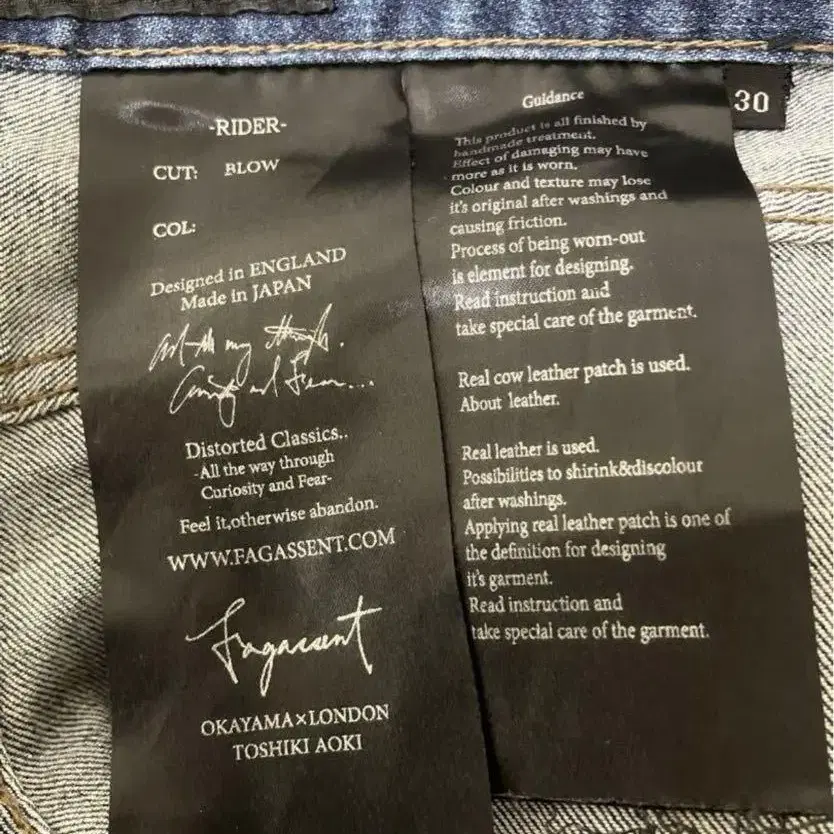 -RIDER-
CUT: BLOW
COL:
Designed in ENGLAND
Made in JAPAN
Distorted Classics..
-All the way through
Curiosity and Fear-
Feel it,otherwise abandon.
WWW.FAGASSENT.COM
Fagassent
OKAYAMA×LONDON
TOSHIKI AOKI
Guidance
This product is all finished by
handmade treatment.
Effect of damaging may have
more as it is worn.
Colour and texture may lose
it's original after washings and
causing friction.
Process of being worn-out
is element for designing.
Read instruction and
take special care of the garment.
Real cow leather patch is used.
About leather.
Real leather is used.
Possibilities to shirink&discolour
after washings.
Applying real leather patch is one of
the definition for designing
it's garment.
Read instruction and
take special care of the garment.
30